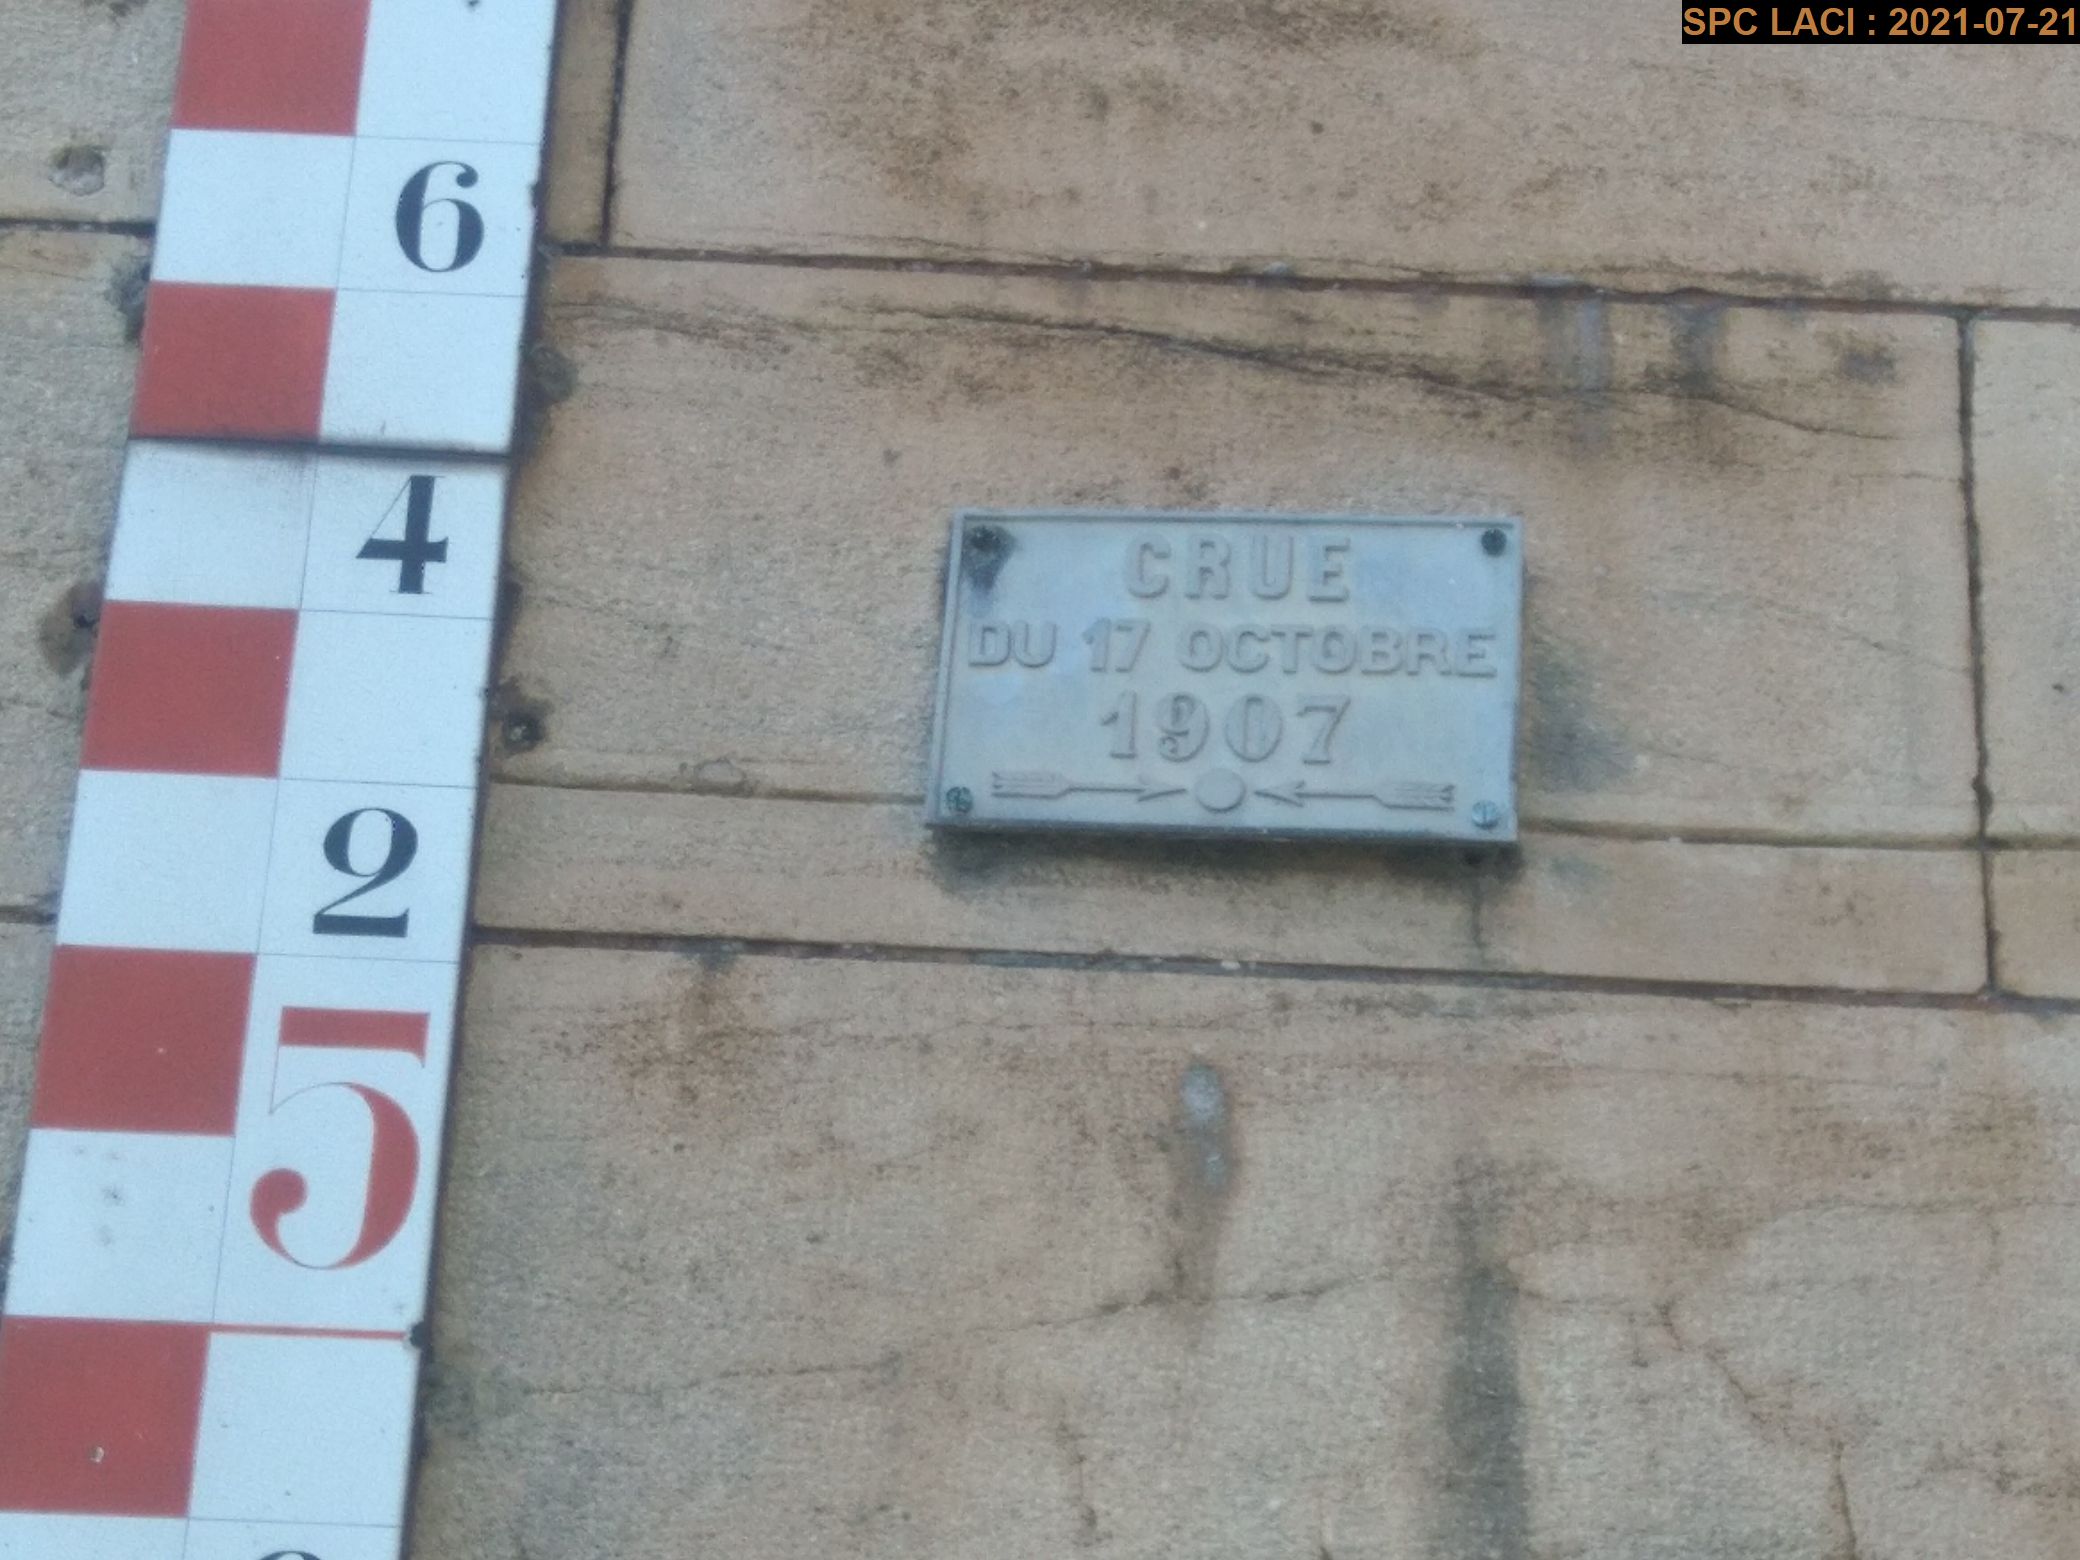 SPC LACI : 2021-07-21
6
4
2
5
CRUE
DU 17 OCTOBRE
1907